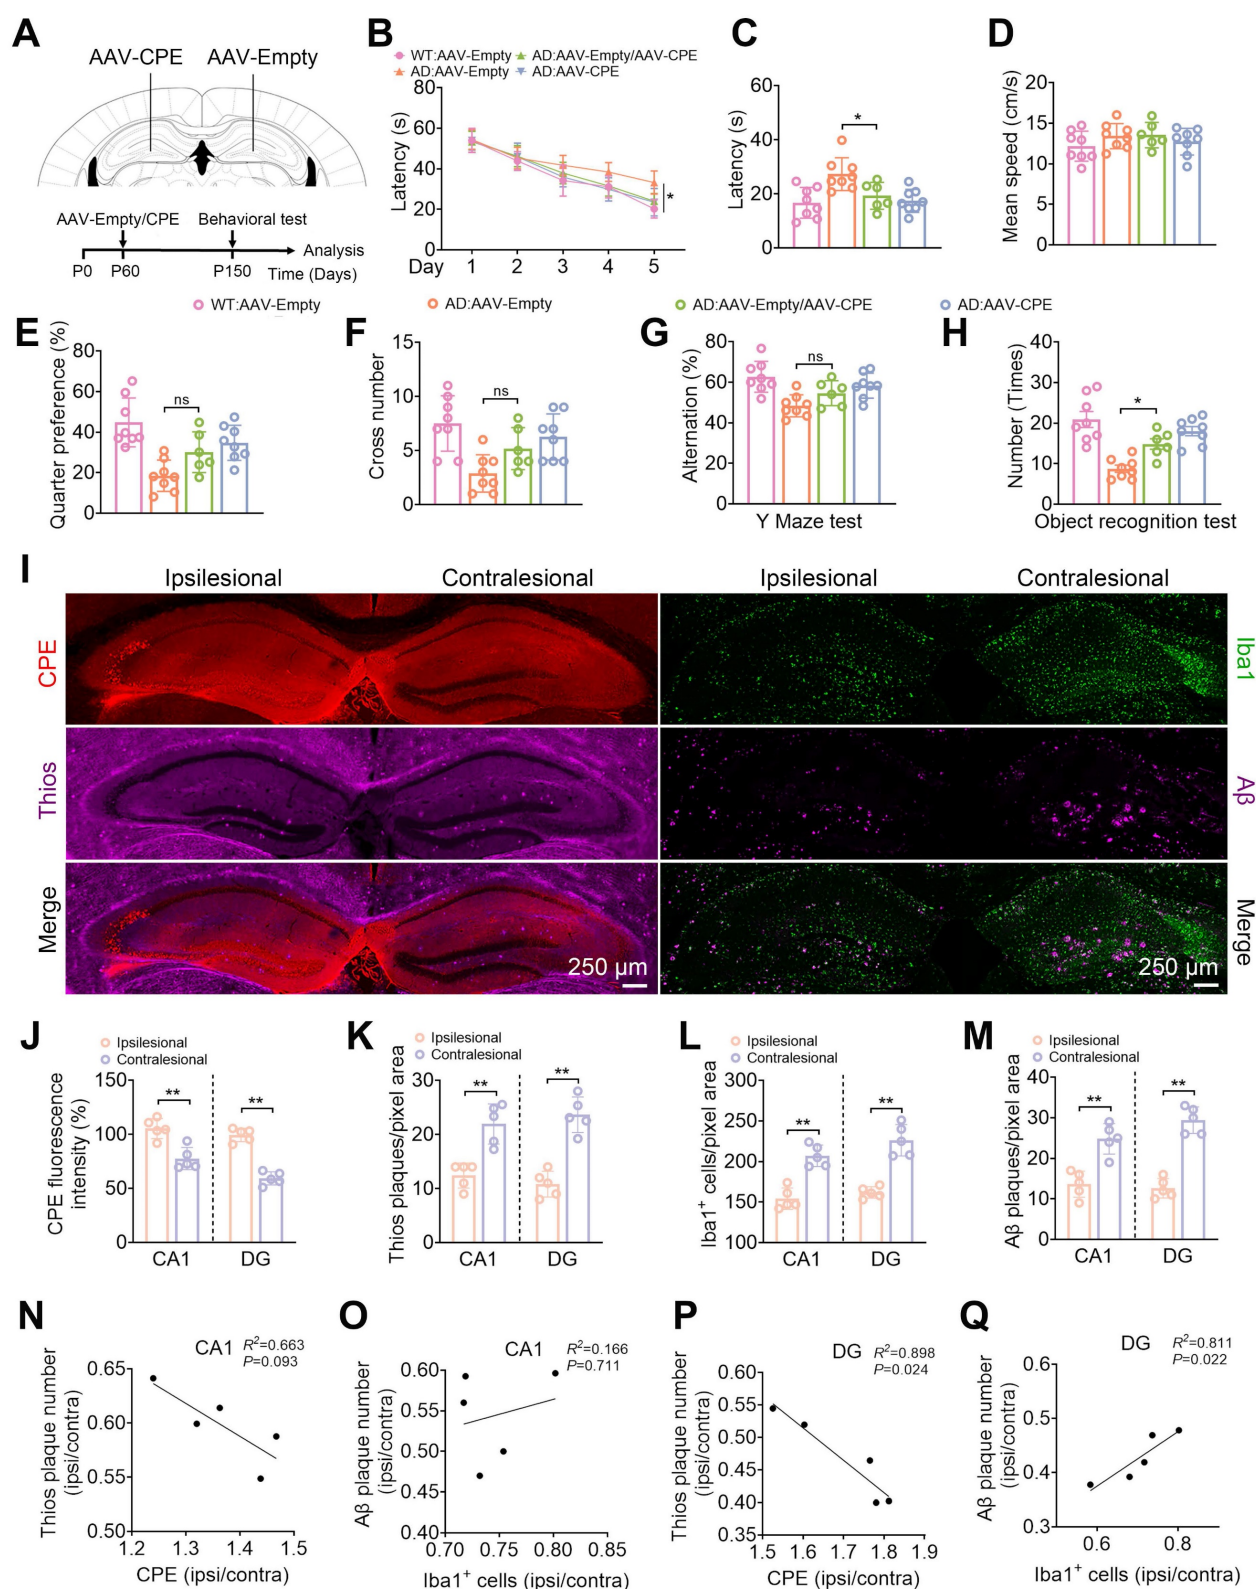 A
AAV-CPE AAV-Empty
AAV-Empty/CPE Behavioral test
Analysis
P0 P60 P150 Time (Days)
B
WT:AAV-Empty AD:AAV-Empty/AAV-CPE
AD:AAV-Empty AD:AAV-CPE
Latency (s)
80
60
40
20
0
*
Day 1 2 3 4 5
C
Latency (s)
60
40
20
0
*
D
Mean speed (cm/s)
20
15
10
5
0
WT:AAV-Empty AD:AAV-Empty AD:AAV-Empty/AAV-CPE AD:AAV-CPE
E
Quarter preference (%)
80
60
40
20
0
ns
F
Cross number
15
10
5
0
ns
G
Alternation (%)
80
60
40
20
0
ns
Y Maze test
H
Number (Times)
40
30
20
10
0
*
Object recognition test
I
Ipsilesional Contralesional Ipsilesional Contralesional
CPE
Iba1
Thios
Aβ
Merge
Merge
250 µm
250 µm
J
Ipsilesional
Contralesional
CPE fluorescence
intensity (%)
150
100
50
0
** **
CA1 DG
K
Ipsilesional
Contralesional
Thios plaques/pixel area
30
20
10
0
** **
CA1 DG
L
Ipsilesional
Contralesional
Iba1⁺ cells/pixel area
300
250
200
150
100
** **
CA1 DG
M
Ipsilesional
Contralesional
Aβ plaques/pixel area
40
30
20
10
0
** **
CA1 DG
N
CA1
R²=0.663
P=0.093
Thios plaque number
(ipsi/contra)
0.65
0.60
0.55
0.50
1.2 1.3 1.4 1.5
CPE (ipsi/contra)
O
CA1
R²=0.166
P=0.711
Aβ plaque number
(ipsi/contra)
0.60
0.55
0.50
0.45
0.40
0.70 0.75 0.80 0.85
Iba1⁺ cells (ipsi/contra)
P
DG
R²=0.898
P=0.024
Thios plaque number
(ipsi/contra)
0.60
0.55
0.50
0.45
0.40
0.35
1.5 1.6 1.7 1.8 1.9
CPE (ipsi/contra)
Q
DG
R²=0.811
P=0.022
Aβ plaque number
(ipsi/contra)
0.6
0.5
0.4
0.3
0.6 0.8
Iba1⁺ cells (ipsi/contra)